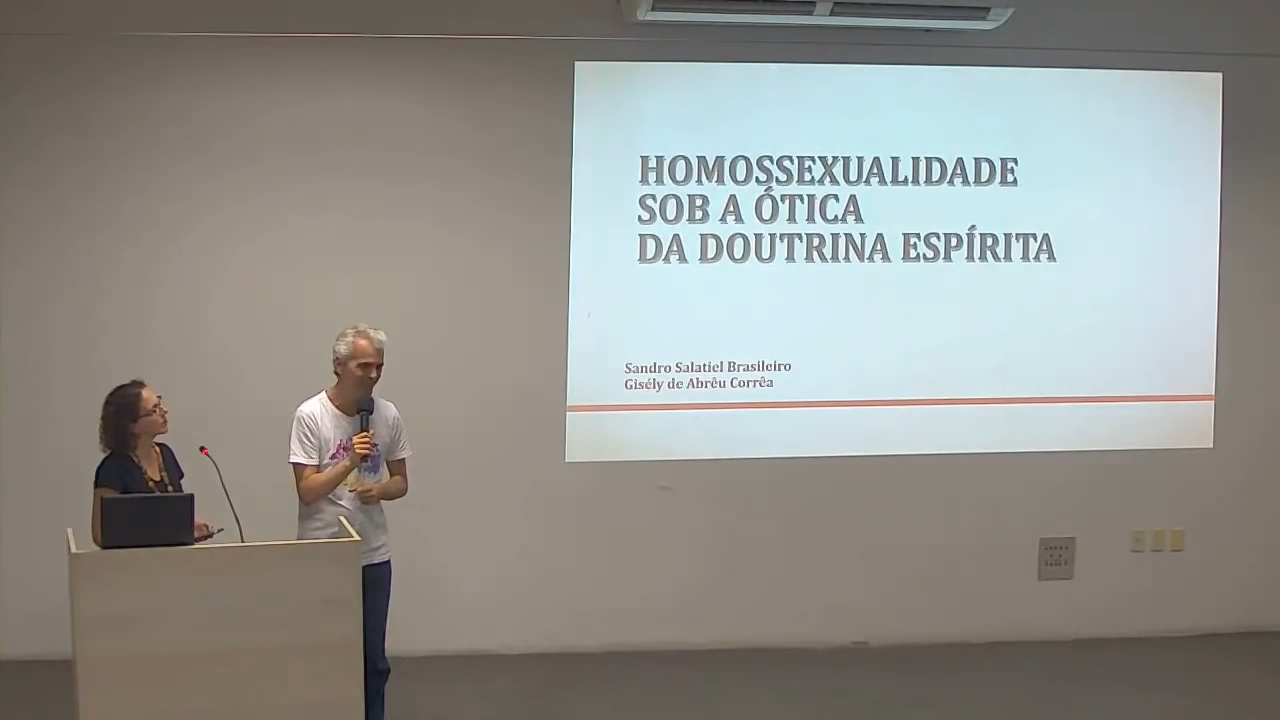 HOMOSSEXUALIDADE
SOB A ÓTICA
DA DOUTRINA ESPÍRITA
Sandro Salatiel Brasileiro
Gisély de Abrêu Corrêa